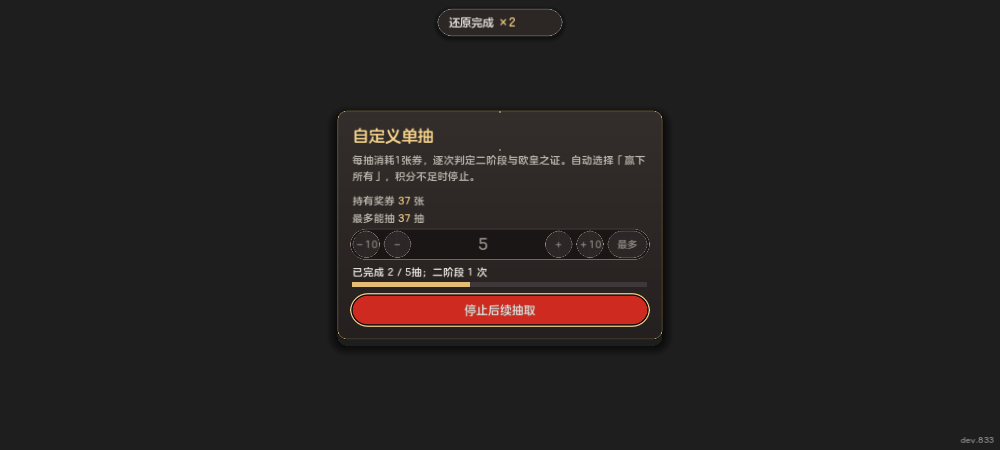 还原完成 ×2
自定义单抽
每抽消耗1张券，逐次判定二阶段与欧皇之证。自动选择「赢下
所有」，积分不足时停止。
持有奖券 37 张
最多能抽 37 抽
－10 － 5 ＋ ＋10 最多
已完成 2 / 5抽；二阶段 1 次
停止后续抽取
dev.833